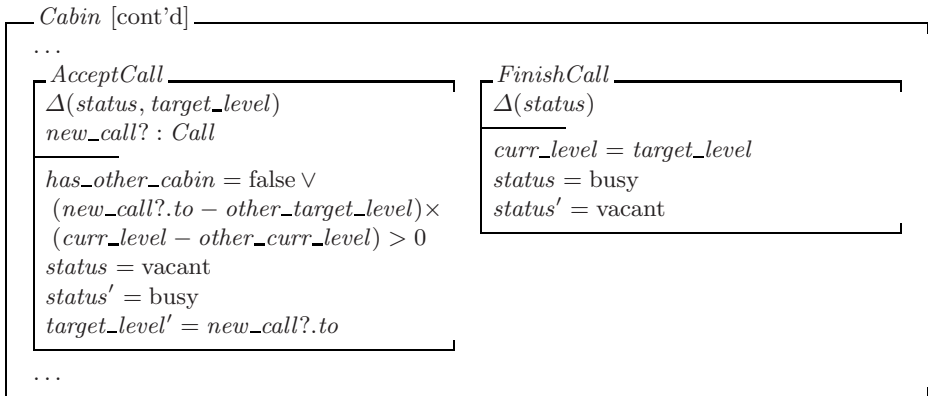 Cabin [cont'd]
...
AcceptCall
Δ(status, target_level)
new_call? : Call
has_other_cabin = false ∨
(new_call?.to − other_target_level)×
(curr_level − other_curr_level) > 0
status = vacant
status′ = busy
target_level′ = new_call?.to
FinishCall
Δ(status)
curr_level = target_level
status = busy
status′ = vacant
...